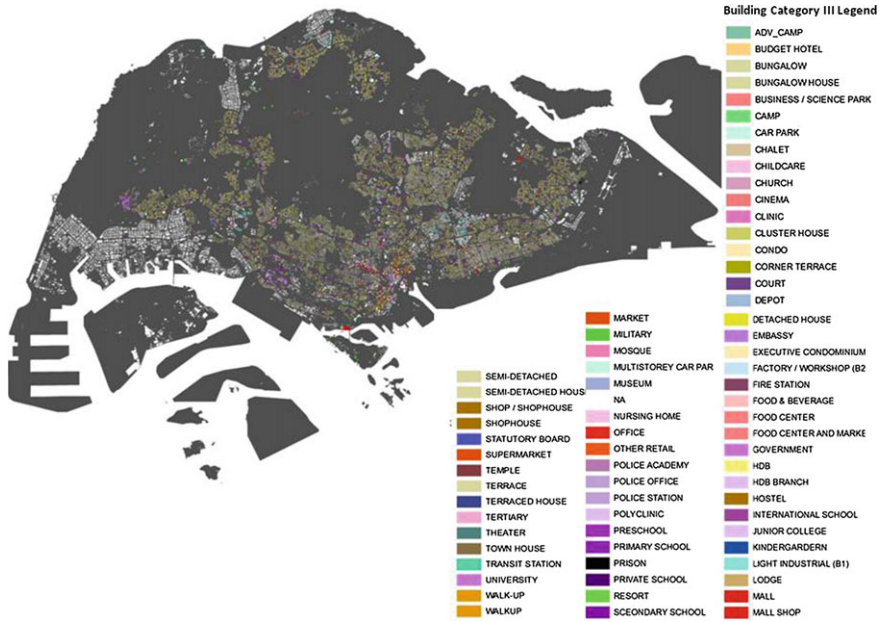 Building Category III Legend
ADV_CAMP
BUDGET HOTEL
BUNGALOW
BUNGALOW HOUSE
BUSINESS / SCIENCE PARK
CAMP
CAR PARK
CHALET
CHILDCARE
CHURCH
CINEMA
CLINIC
CLUSTER HOUSE
CONDO
CORNER TERRACE
COURT
DEPOT
DETACHED HOUSE
EMBASSY
EXECUTIVE CONDOMINIUM
FACTORY / WORKSHOP (B2
FIRE STATION
FOOD & BEVERAGE
FOOD CENTER
FOOD CENTER AND MARKE
GOVERNMENT
HDB
HDB BRANCH
HOSTEL
INTERNATIONAL SCHOOL
JUNIOR COLLEGE
KINDERGARDERN
LIGHT INDUSTRIAL (B1)
LODGE
MALL
MALL SHOP
MARKET
MILITARY
MOSQUE
MULTISTOREY CAR PAR
MUSEUM
NA
NURSING HOME
OFFICE
OTHER RETAIL
POLICE ACADEMY
POLICE OFFICE
POLICE STATION
POLYCLINIC
PRESCHOOL
PRIMARY SCHOOL
PRISON
PRIVATE SCHOOL
RESORT
SCEONDARY SCHOOL
SEMI-DETACHED
SEMI-DETACHED HOUS
SHOP / SHOPHOUSE
SHOPHOUSE
STATUTORY BOARD
SUPERMARKET
TEMPLE
TERRACE
TERRACED HOUSE
TERTIARY
THEATER
TOWN HOUSE
TRANSIT STATION
UNIVERSITY
WALK-UP
WALKUP